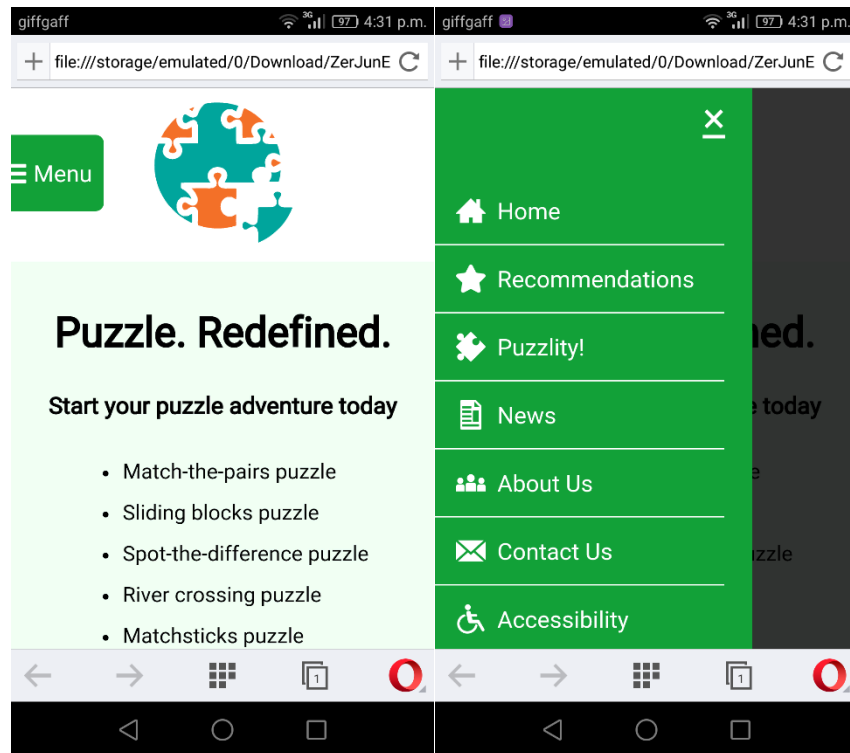 giffgaff 3G 97 4:31 p.m.
file:///storage/emulated/0/Download/ZerJunE
Menu
Puzzle. Redefined.
Start your puzzle adventure today
• Match-the-pairs puzzle
• Sliding blocks puzzle
• Spot-the-difference puzzle
• River crossing puzzle
• Matchsticks puzzle
1
giffgaff 3G 97 4:31 p.m.
file:///storage/emulated/0/Download/ZerJunE
×
Home
Recommendations
Puzzlity!
News
About Us
Contact Us
Accessibility
ned.
today
e
zzle
1